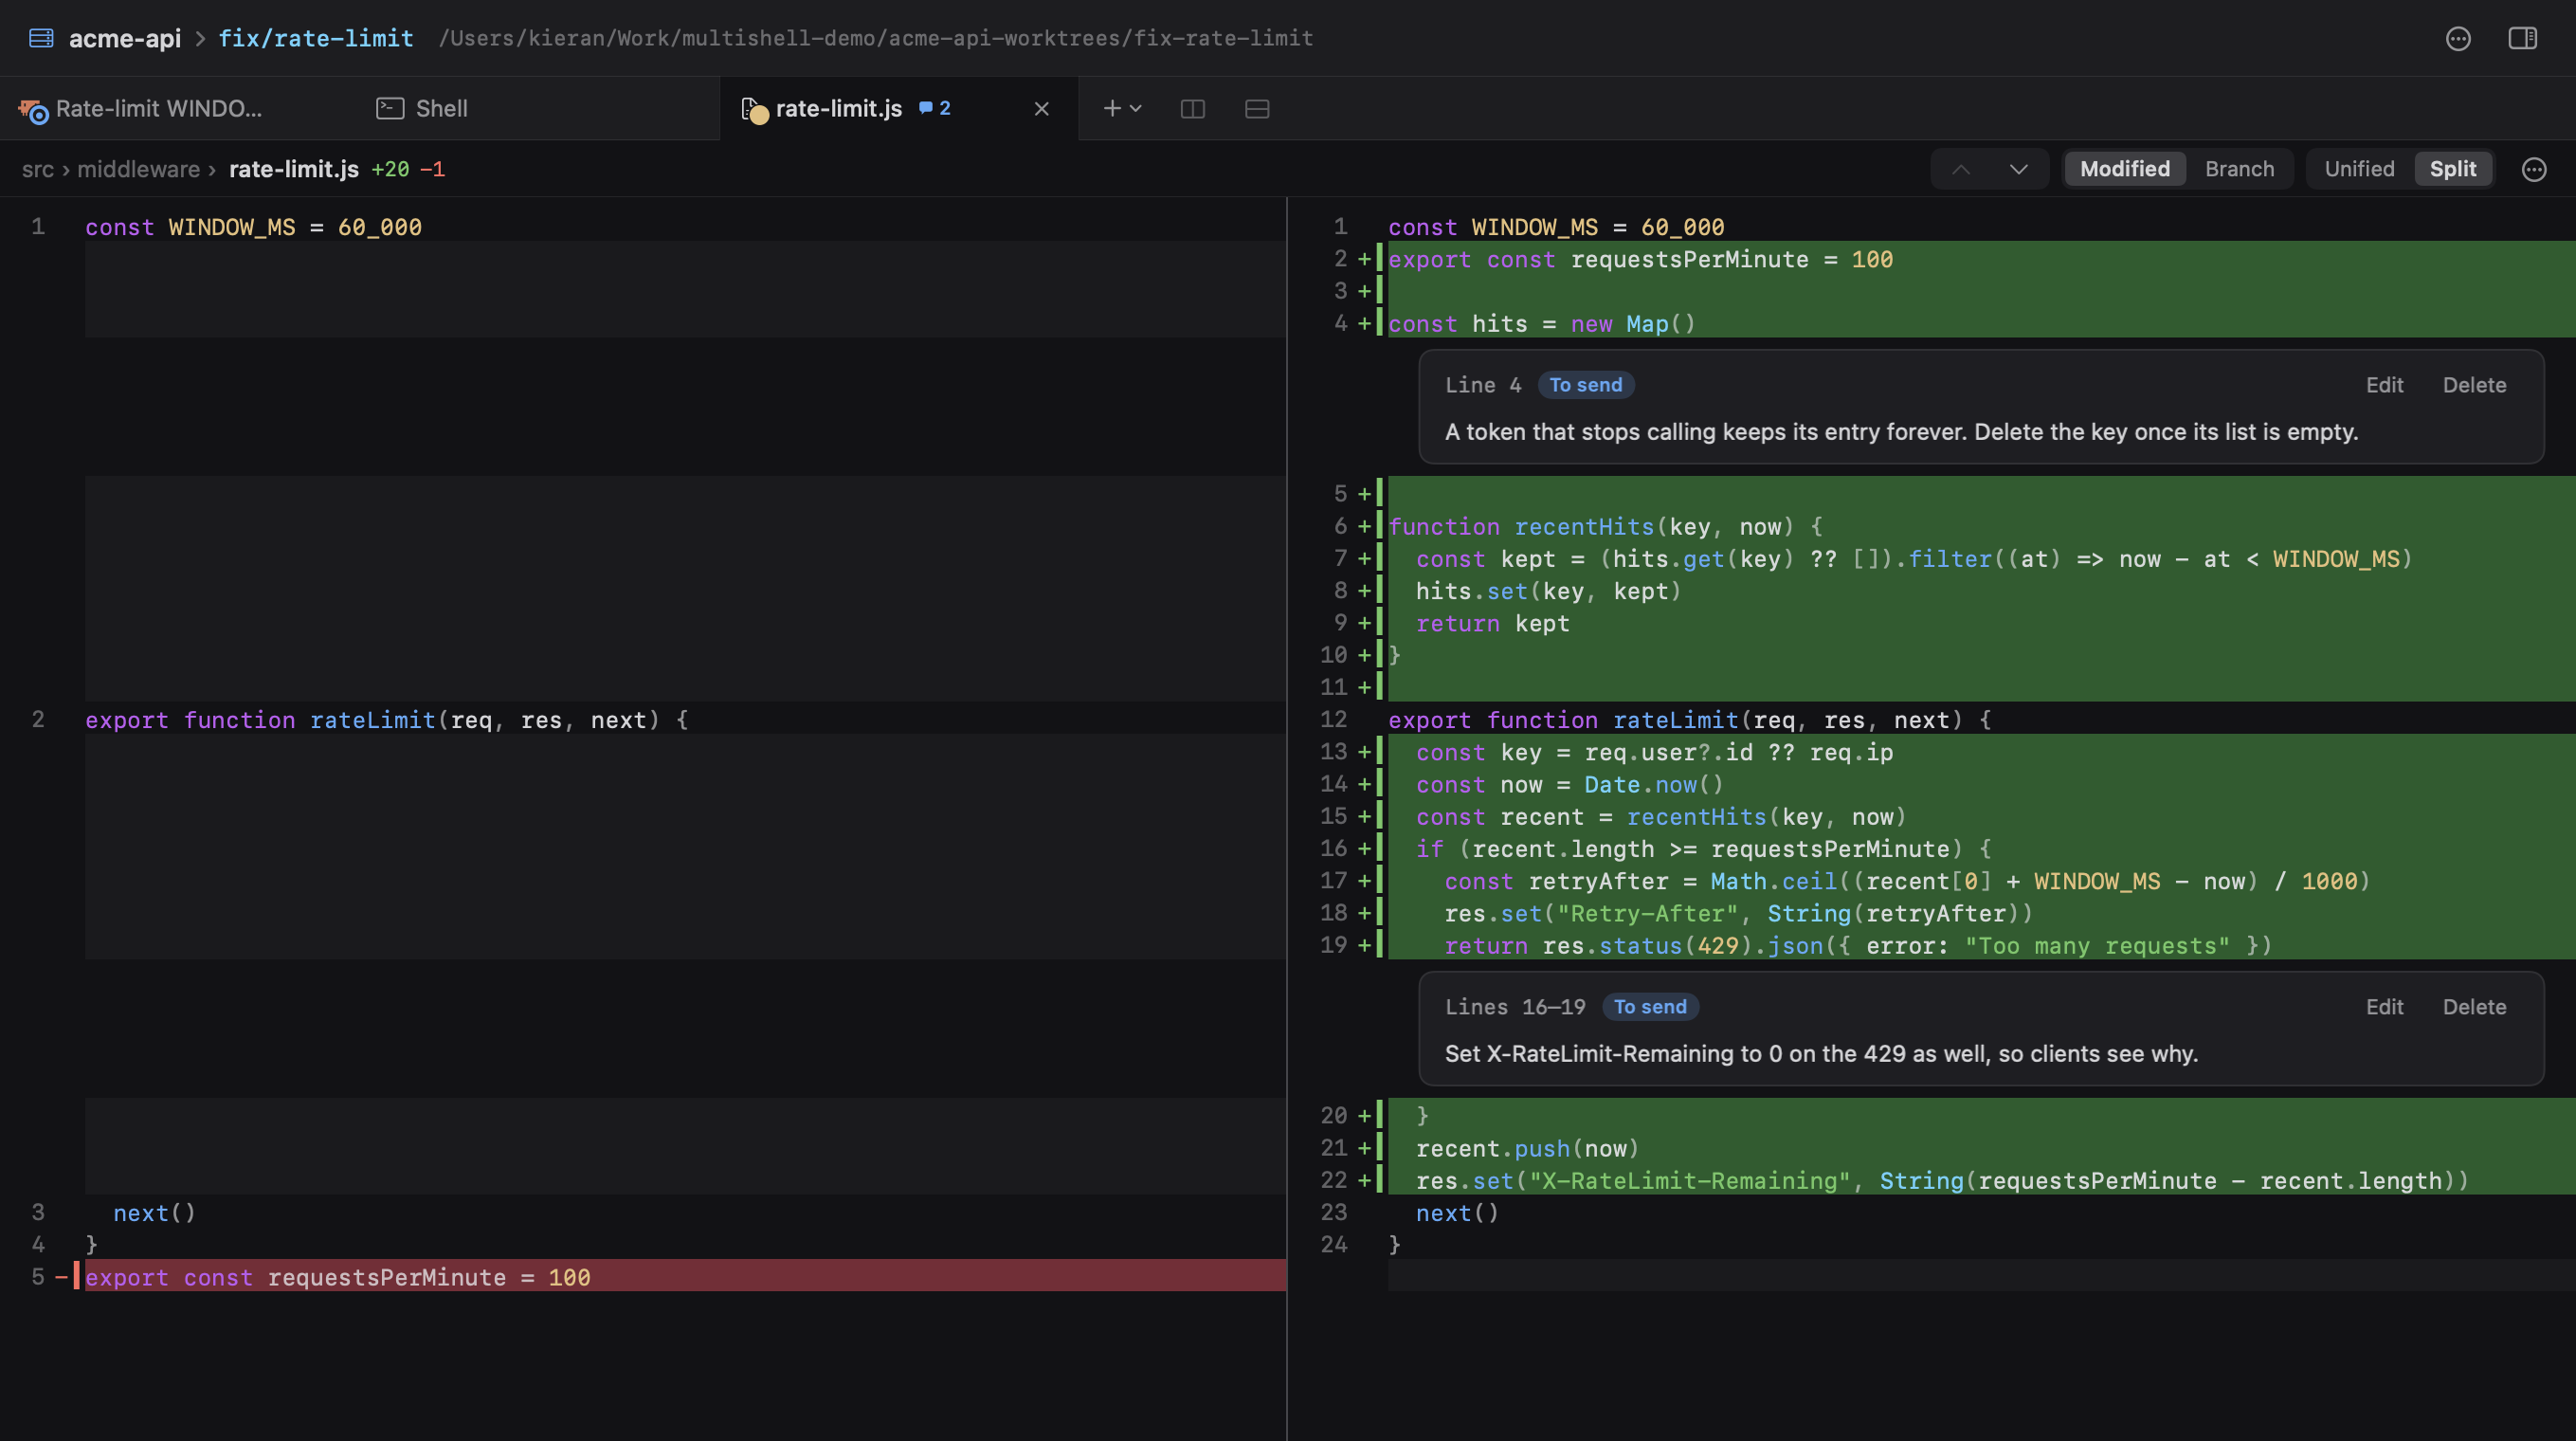 acme-api > fix/rate-limit /Users/kieran/Work/multishell-demo/acme-api-worktrees/fix-rate-limit
Rate-limit WINDO... Shell rate-limit.js 2
src › middleware › rate-limit.js +20 −1 Modified Branch Unified Split
1 const WINDOW_MS = 60_000
2 export function rateLimit(req, res, next) {
3 next()
4 }
5 − export const requestsPerMinute = 100
1 const WINDOW_MS = 60_000
2 + export const requestsPerMinute = 100
3 +
4 + const hits = new Map()
Line 4 To send Edit Delete
A token that stops calling keeps its entry forever. Delete the key once its list is empty.
5 +
6 + function recentHits(key, now) {
7 + const kept = (hits.get(key) ?? []).filter((at) => now - at < WINDOW_MS)
8 + hits.set(key, kept)
9 + return kept
10 + }
11 +
12 export function rateLimit(req, res, next) {
13 + const key = req.user?.id ?? req.ip
14 + const now = Date.now()
15 + const recent = recentHits(key, now)
16 + if (recent.length >= requestsPerMinute) {
17 + const retryAfter = Math.ceil((recent[0] + WINDOW_MS - now) / 1000)
18 + res.set("Retry-After", String(retryAfter))
19 + return res.status(429).json({ error: "Too many requests" })
Lines 16–19 To send Edit Delete
Set X-RateLimit-Remaining to 0 on the 429 as well, so clients see why.
20 + }
21 + recent.push(now)
22 + res.set("X-RateLimit-Remaining", String(requestsPerMinute - recent.length))
23 next()
24 }